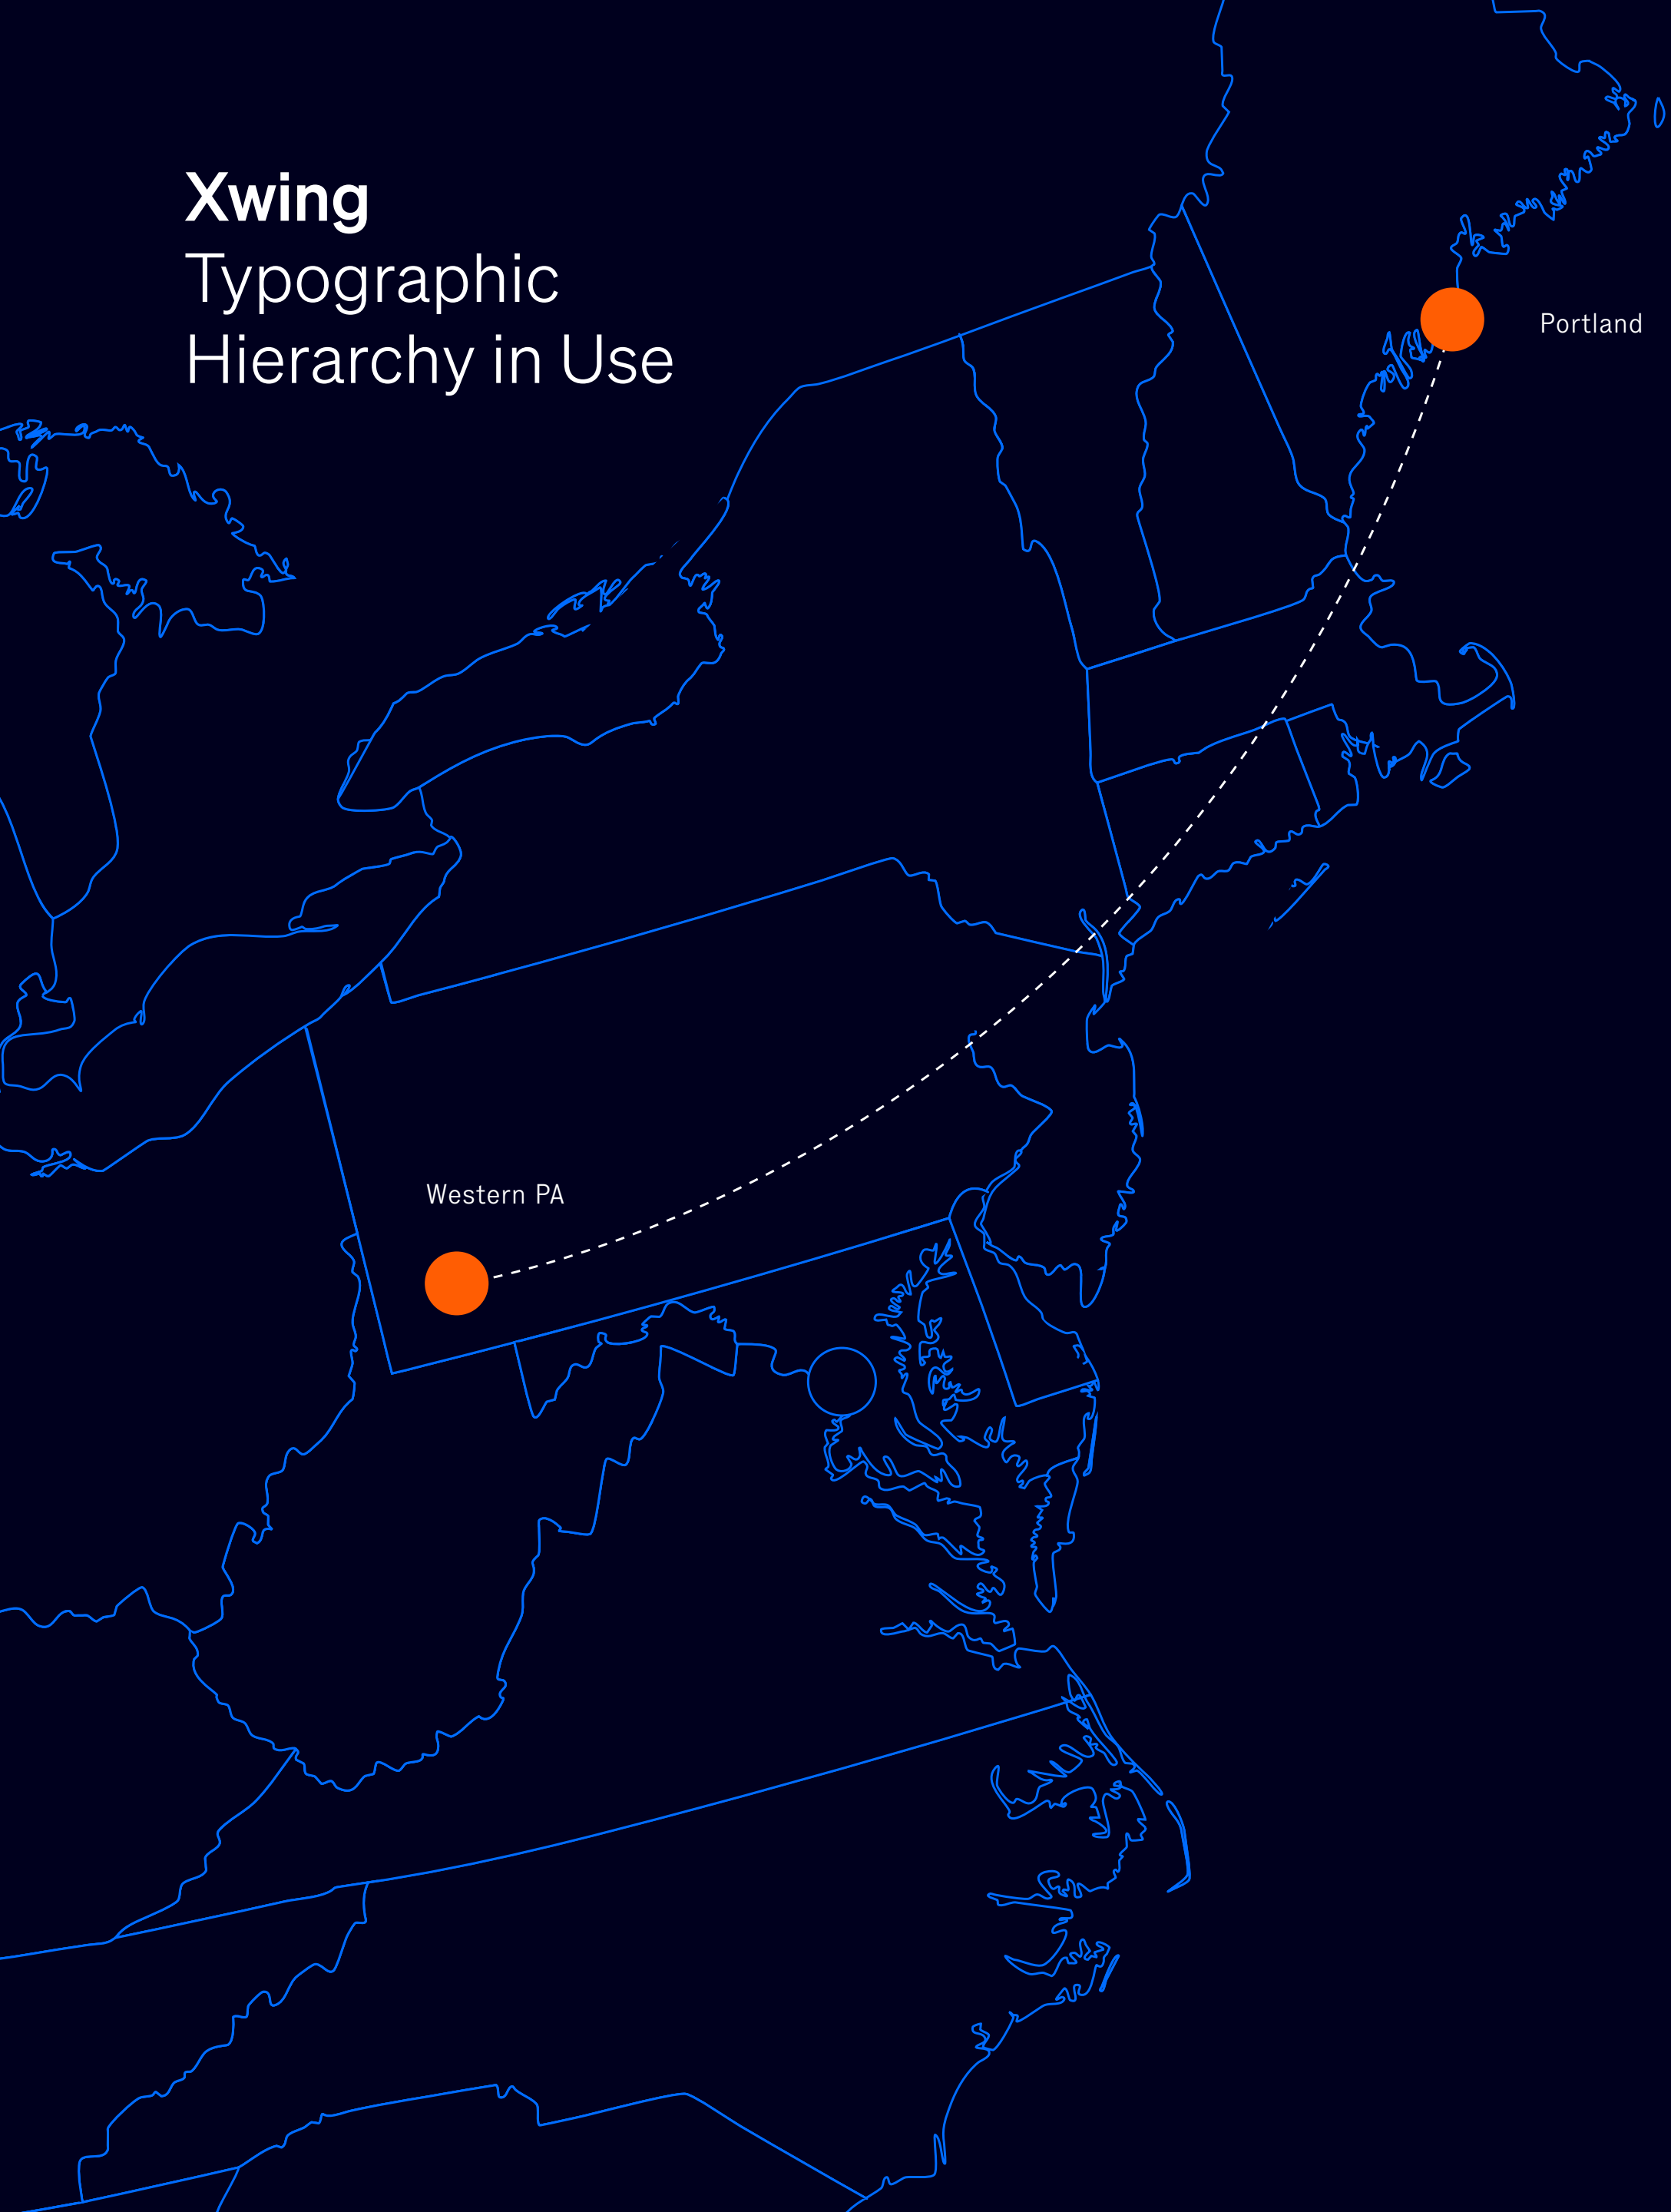 Xwing
Typographic
Hierarchy in Use
Portland
Western PA